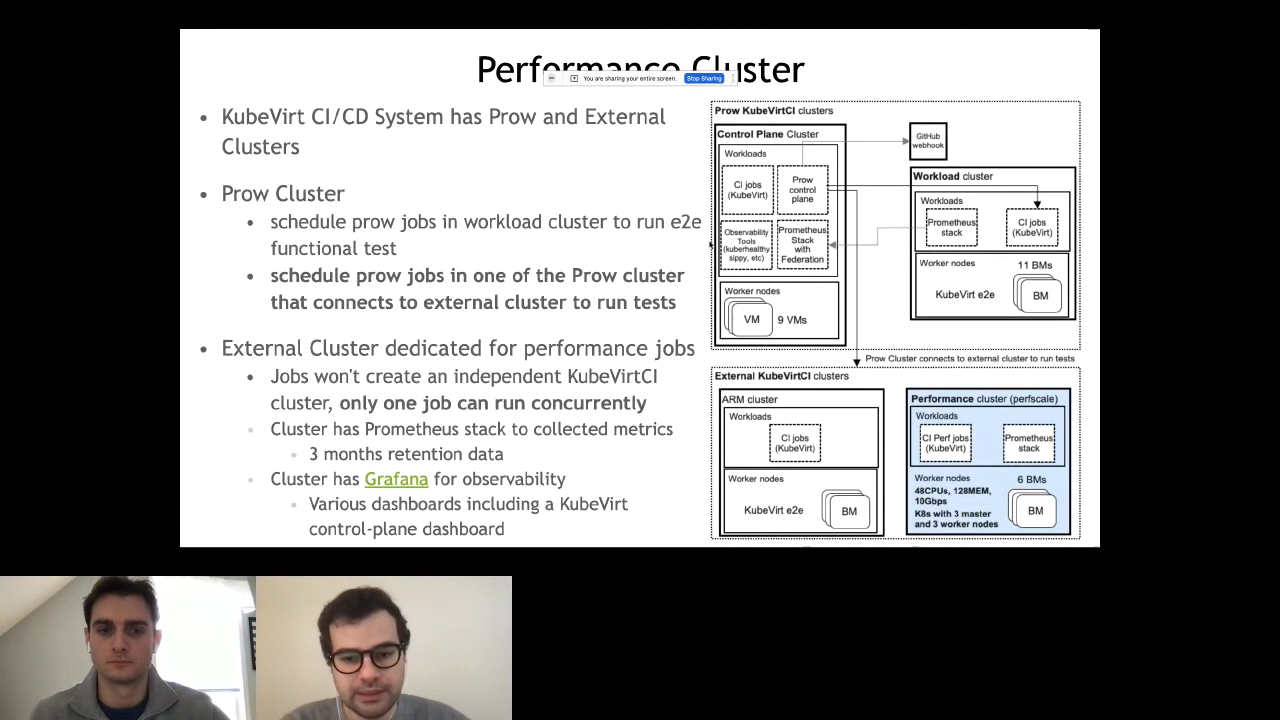 Performance Cluster
You are sharing your entire screen.
Stop Sharing
• KubeVirt CI/CD System has Prow and External
Clusters
• Prow Cluster
• schedule prow jobs in workload cluster to run e2e
functional test
• schedule prow jobs in one of the Prow cluster
that connects to external cluster to run tests
• External Cluster dedicated for performance jobs
• Jobs won't create an independent KubeVirtCI
cluster, only one job can run concurrently
• Cluster has Prometheus stack to collected metrics
• 3 months retention data
• Cluster has Grafana for observability
• Various dashboards including a KubeVirt
control-plane dashboard
Prow KubeVirtCI clusters
Control Plane Cluster
Workloads
CI jobs
(KubeVirt)
Prow
control
plane
Observability
Tools
(kuberhealthy
sippy, etc)
Prometheus
Stack
with
Federation
Worker nodes
VM
9 VMs
GitHub
webhook
Workload cluster
Workloads
Prometheus
stack
CI jobs
(KubeVirt)
Worker nodes
11 BMs
KubeVirt e2e
BM
Prow Cluster connects to external cluster to run tests
External KubeVirtCI clusters
ARM cluster
Workloads
CI jobs
(KubeVirt)
Worker nodes
KubeVirt e2e
BM
Performance cluster (perfscale)
Workloads
CI Perf jobs
(KubeVirt)
Prometheus
stack
Worker nodes
6 BMs
48CPUs, 128MEM,
10Gbps
K8s with 3 master
and 3 worker nodes
BM